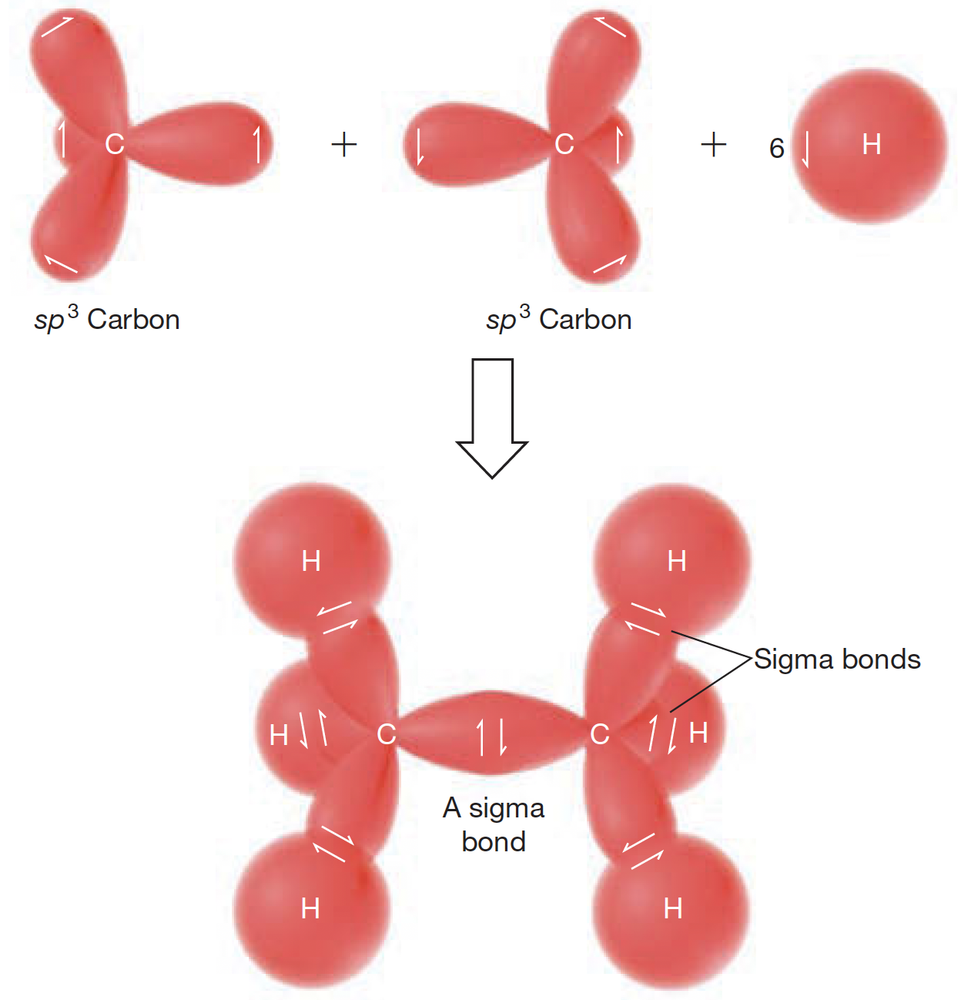 C + C + 6 H
sp³ Carbon sp³ Carbon
H H
Sigma bonds
H C C H
A sigma
bond
H H